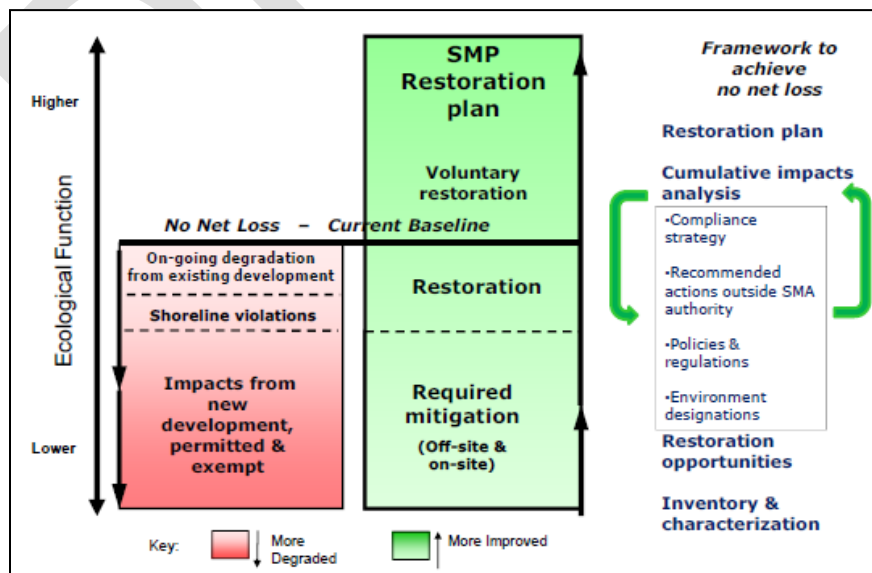 Framework to
achieve
no net loss
SMP
Restoration
plan
Higher
Restoration plan
Voluntary
restoration
Cumulative impacts
analysis
No Net Loss – Current Baseline
•Compliance
strategy
On-going degradation
from existing development
Restoration
•Recommended
actions outside SMA
authority
Shoreline violations
Ecological Function
•Policies &
regulations
Impacts from
new
development,
permitted &
exempt
Required
mitigation
(Off-site &
on-site)
•Environment
designations
Lower
Restoration
opportunities
Inventory &
characterization
Key:
More
Degraded
More Improved